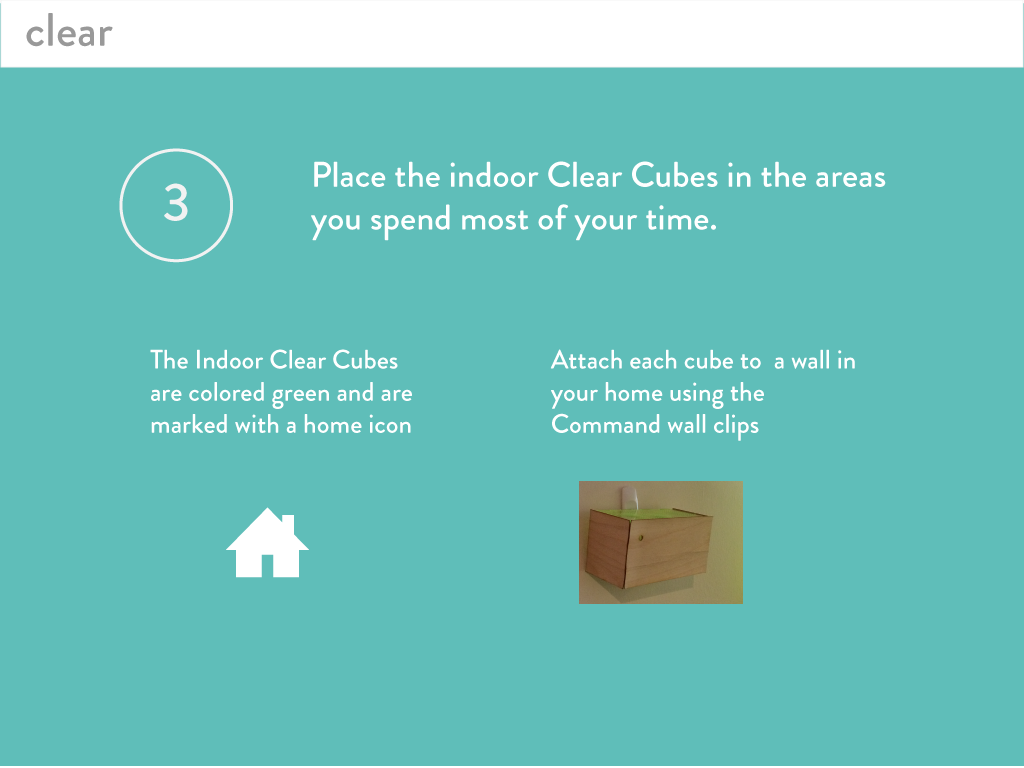 clear
3
Place the indoor Clear Cubes in the areas
you spend most of your time.
The Indoor Clear Cubes
are colored green and are
marked with a home icon
Attach each cube to  a wall in
your home using the
Command wall clips